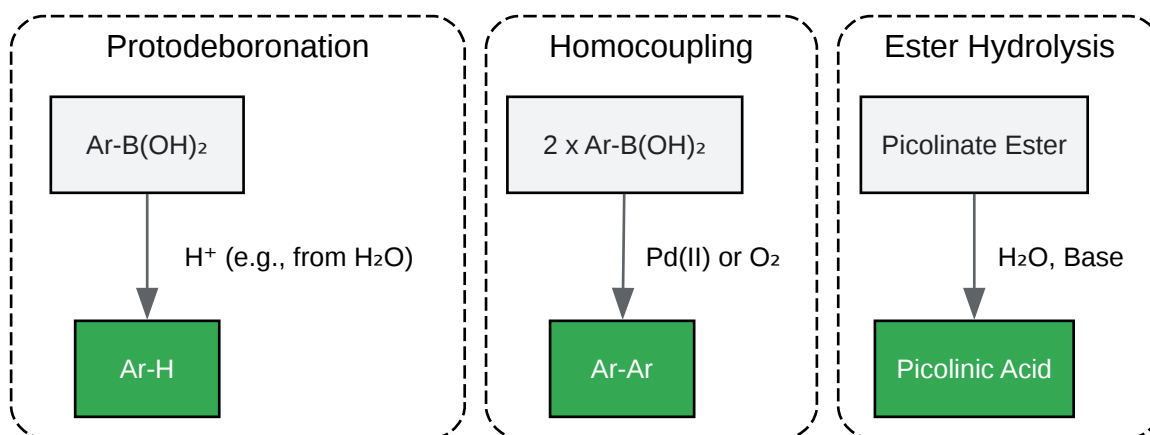 Protodeboronation
Ar-B(OH)₂
H⁺ (e.g., from H₂O)
Ar-H
Homocoupling
2 x Ar-B(OH)₂
Pd(II) or O₂
Ar-Ar
Ester Hydrolysis
Picolinate Ester
H₂O, Base
Picolinic Acid